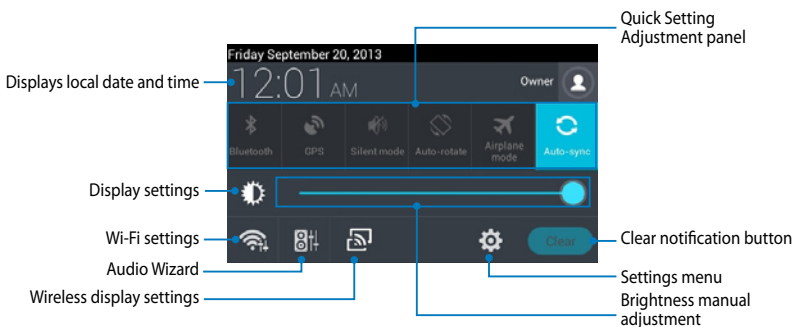 Quick Setting
Adjustment panel
Friday September 20, 2013
Displays local date and time
12:01 AM
Owner
Bluetooth
GPS
Silent mode
Auto-rotate
Airplane
mode
Auto-sync
Display settings
Wi-Fi settings
Clear
Clear notification button
Audio Wizard
Settings menu
Wireless display settings
Brightness manual
adjustment